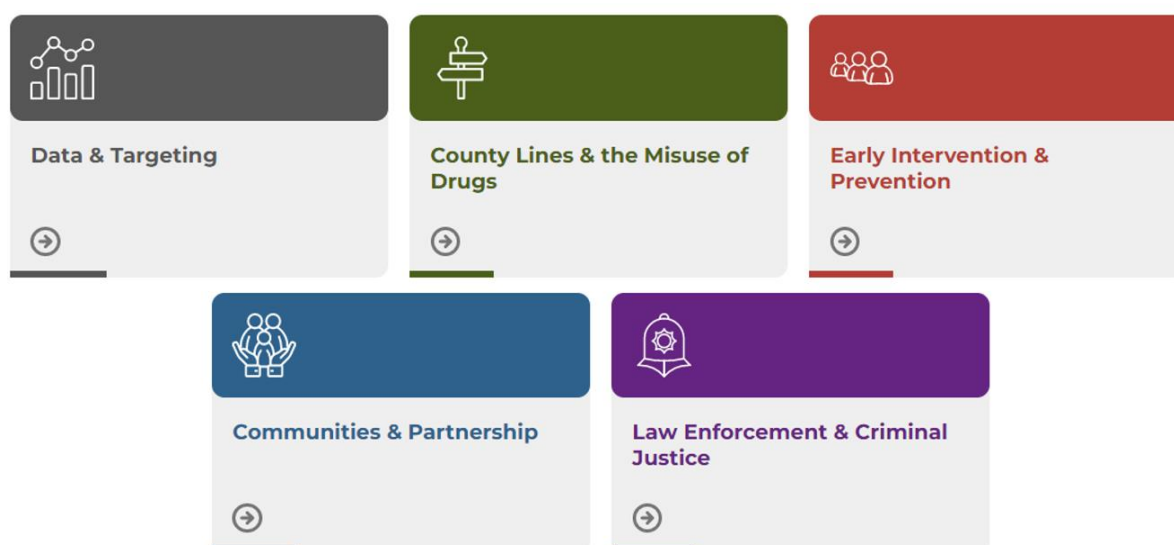 Data & Targeting
County Lines & the Misuse of
Drugs
Early Intervention &
Prevention
Communities & Partnership
Law Enforcement & Criminal
Justice